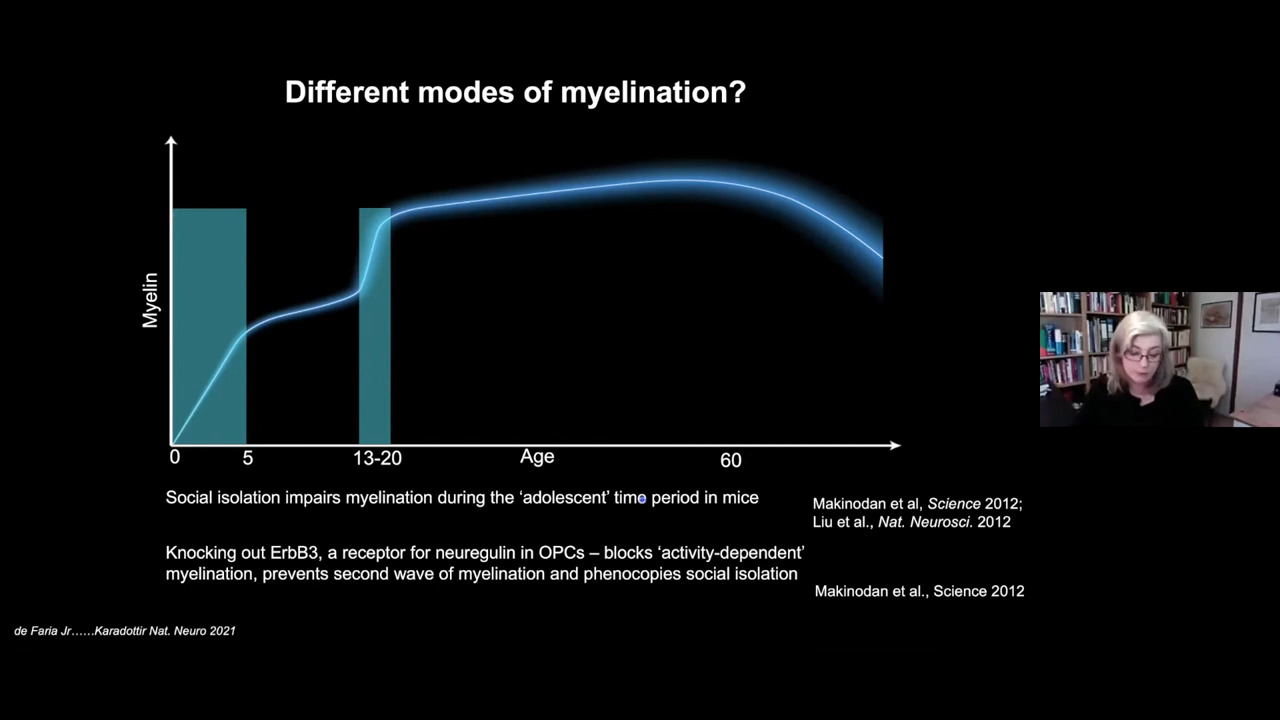 Different modes of myelination?
Myelin
0
5
13-20
Age
60
Social isolation impairs myelination during the ‘adolescent’ time period in mice
Makinodan et al, Science 2012;
Liu et al., Nat. Neurosci. 2012
Knocking out ErbB3, a receptor for neuregulin in OPCs – blocks ‘activity-dependent’
myelination, prevents second wave of myelination and phenocopies social isolation
Makinodan et al., Science 2012
de Faria Jr……Karadottir Nat. Neuro 2021